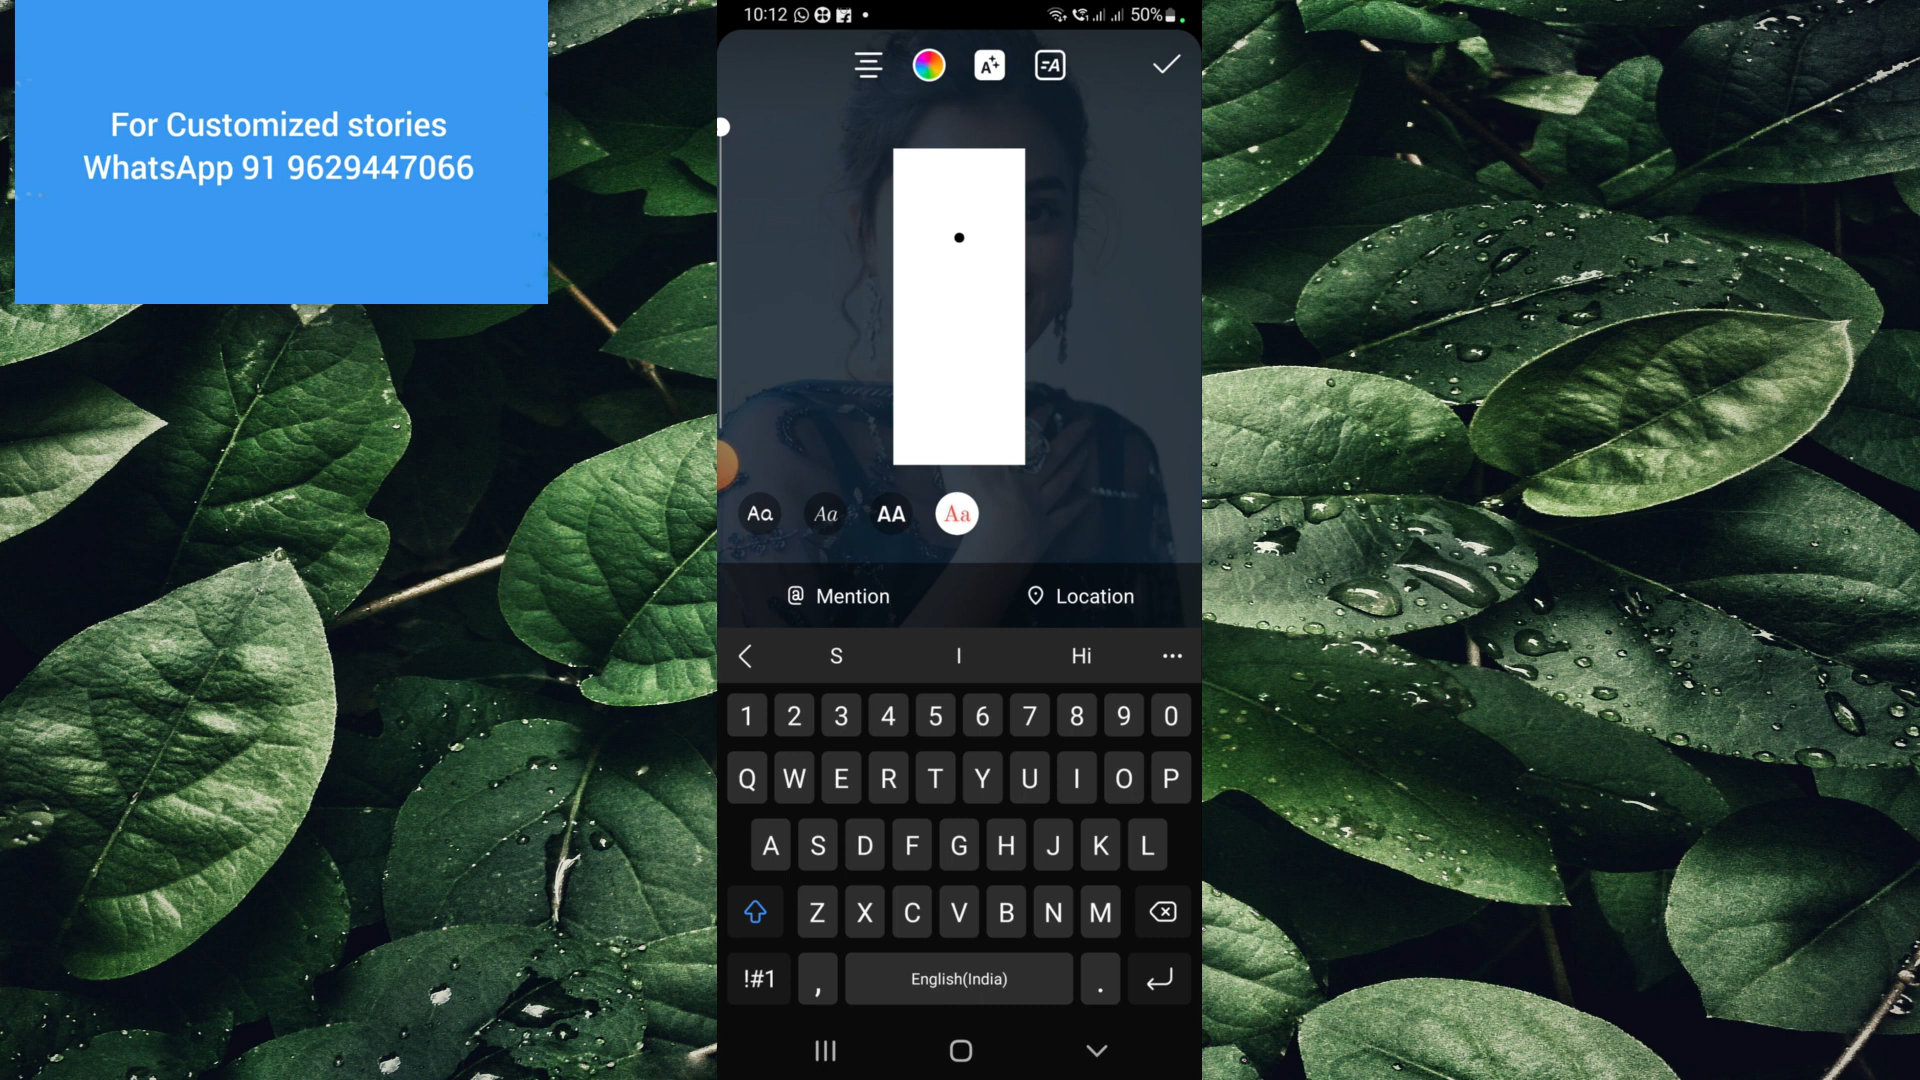 For Customized stories
WhatsApp 91 9629447066
10:12
50%
Aa Aa AA Aa
@ Mention Location
S I Hi
1 2 3 4 5 6 7 8 9 0
Q W E R T Y U I O P
A S D F G H J K L
Z X C V B N M
!#1 , English(India) .